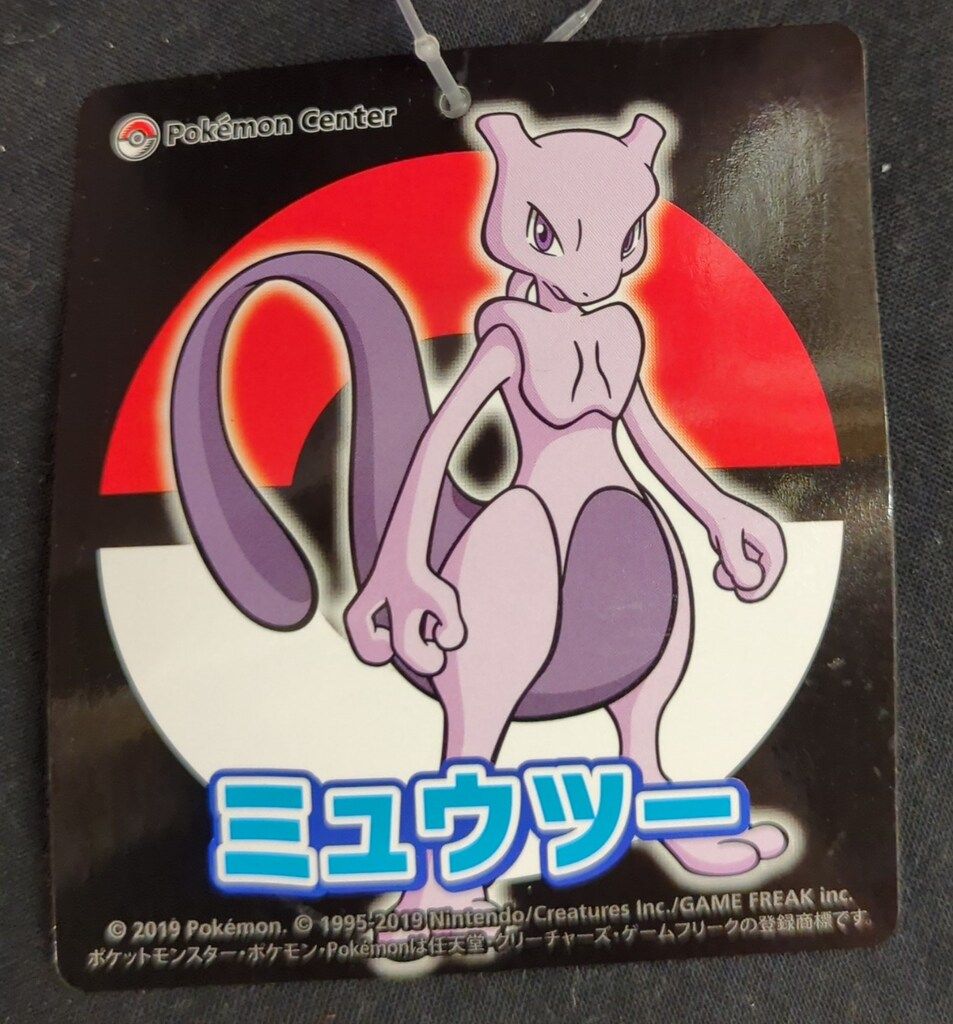 Pokémon Center
ミュウツー
© 2019 Pokémon. © 1995-2019 Nintendo/Creatures Inc./GAME FREAK inc.
ポケットモンスター・ポケモン・Pokémonは任天堂・クリーチャーズ・ゲームフリークの登録商標です。